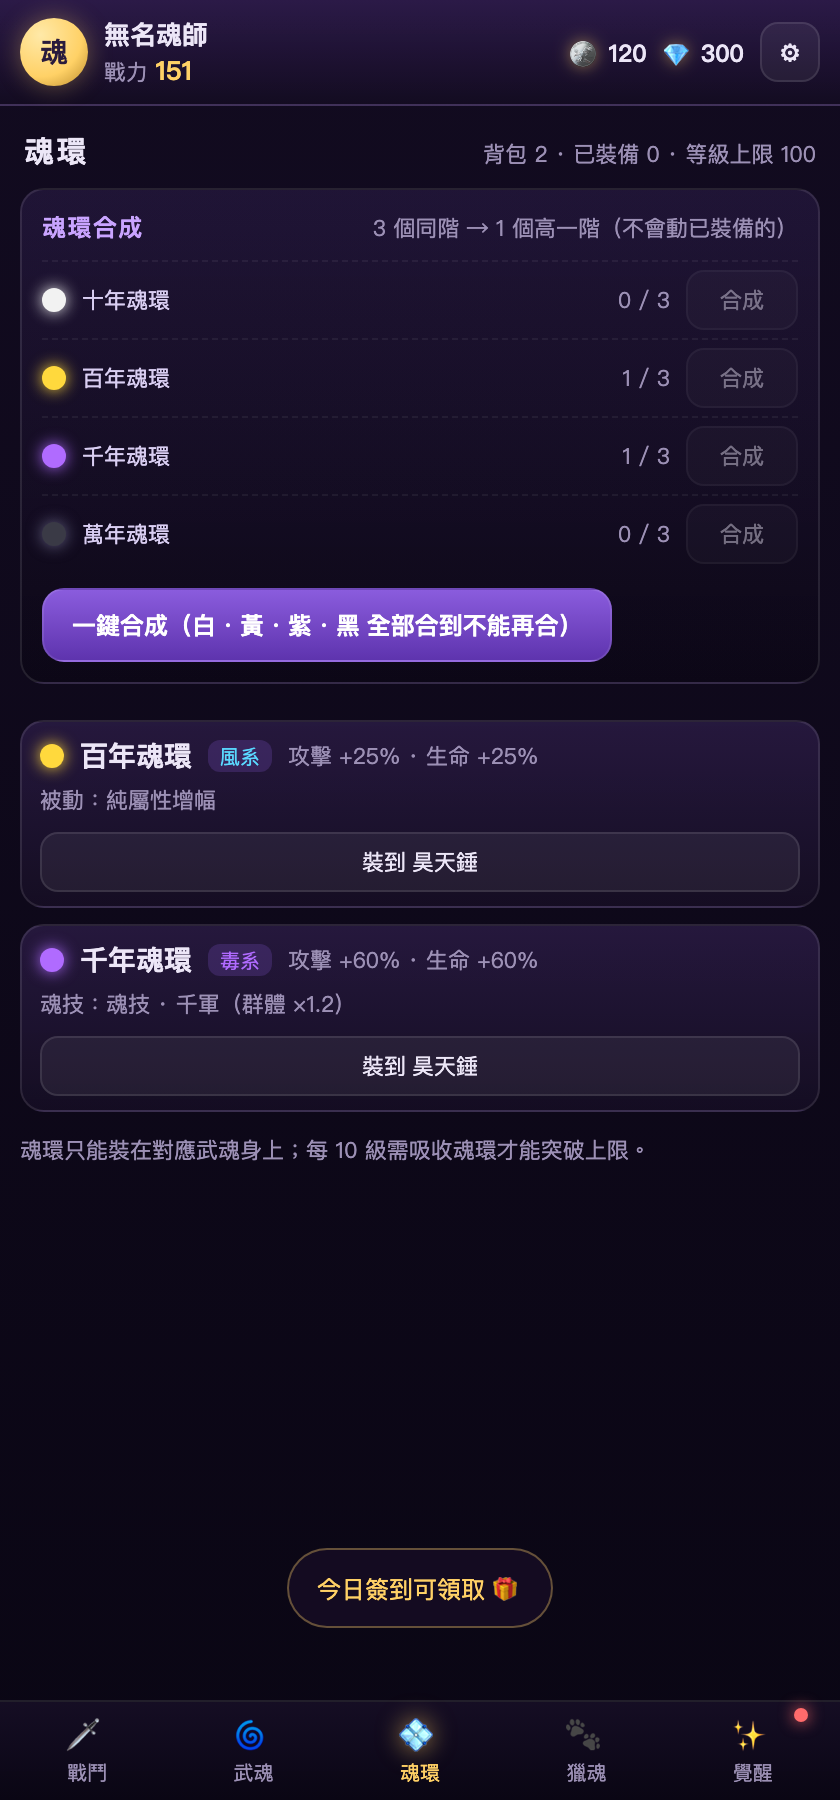 魂
無名魂師
戰力 151
120
300
魂環
背包 2 · 已裝備 0 · 等級上限 100
魂環合成
3 個同階 → 1 個高一階（不會動已裝備的）
十年魂環
0 / 3
合成
百年魂環
1 / 3
合成
千年魂環
1 / 3
合成
萬年魂環
0 / 3
合成
一鍵合成（白 · 黃 · 紫 · 黑 全部合到不能再合）
百年魂環 風系 攻擊 +25% · 生命 +25%
被動：純屬性增幅
裝到 昊天錘
千年魂環 毒系 攻擊 +60% · 生命 +60%
魂技：魂技 · 千軍（群體 ×1.2）
裝到 昊天錘
魂環只能裝在對應武魂身上；每 10 級需吸收魂環才能突破上限。
今日簽到可領取
戰鬥
武魂
魂環
獵魂
覺醒